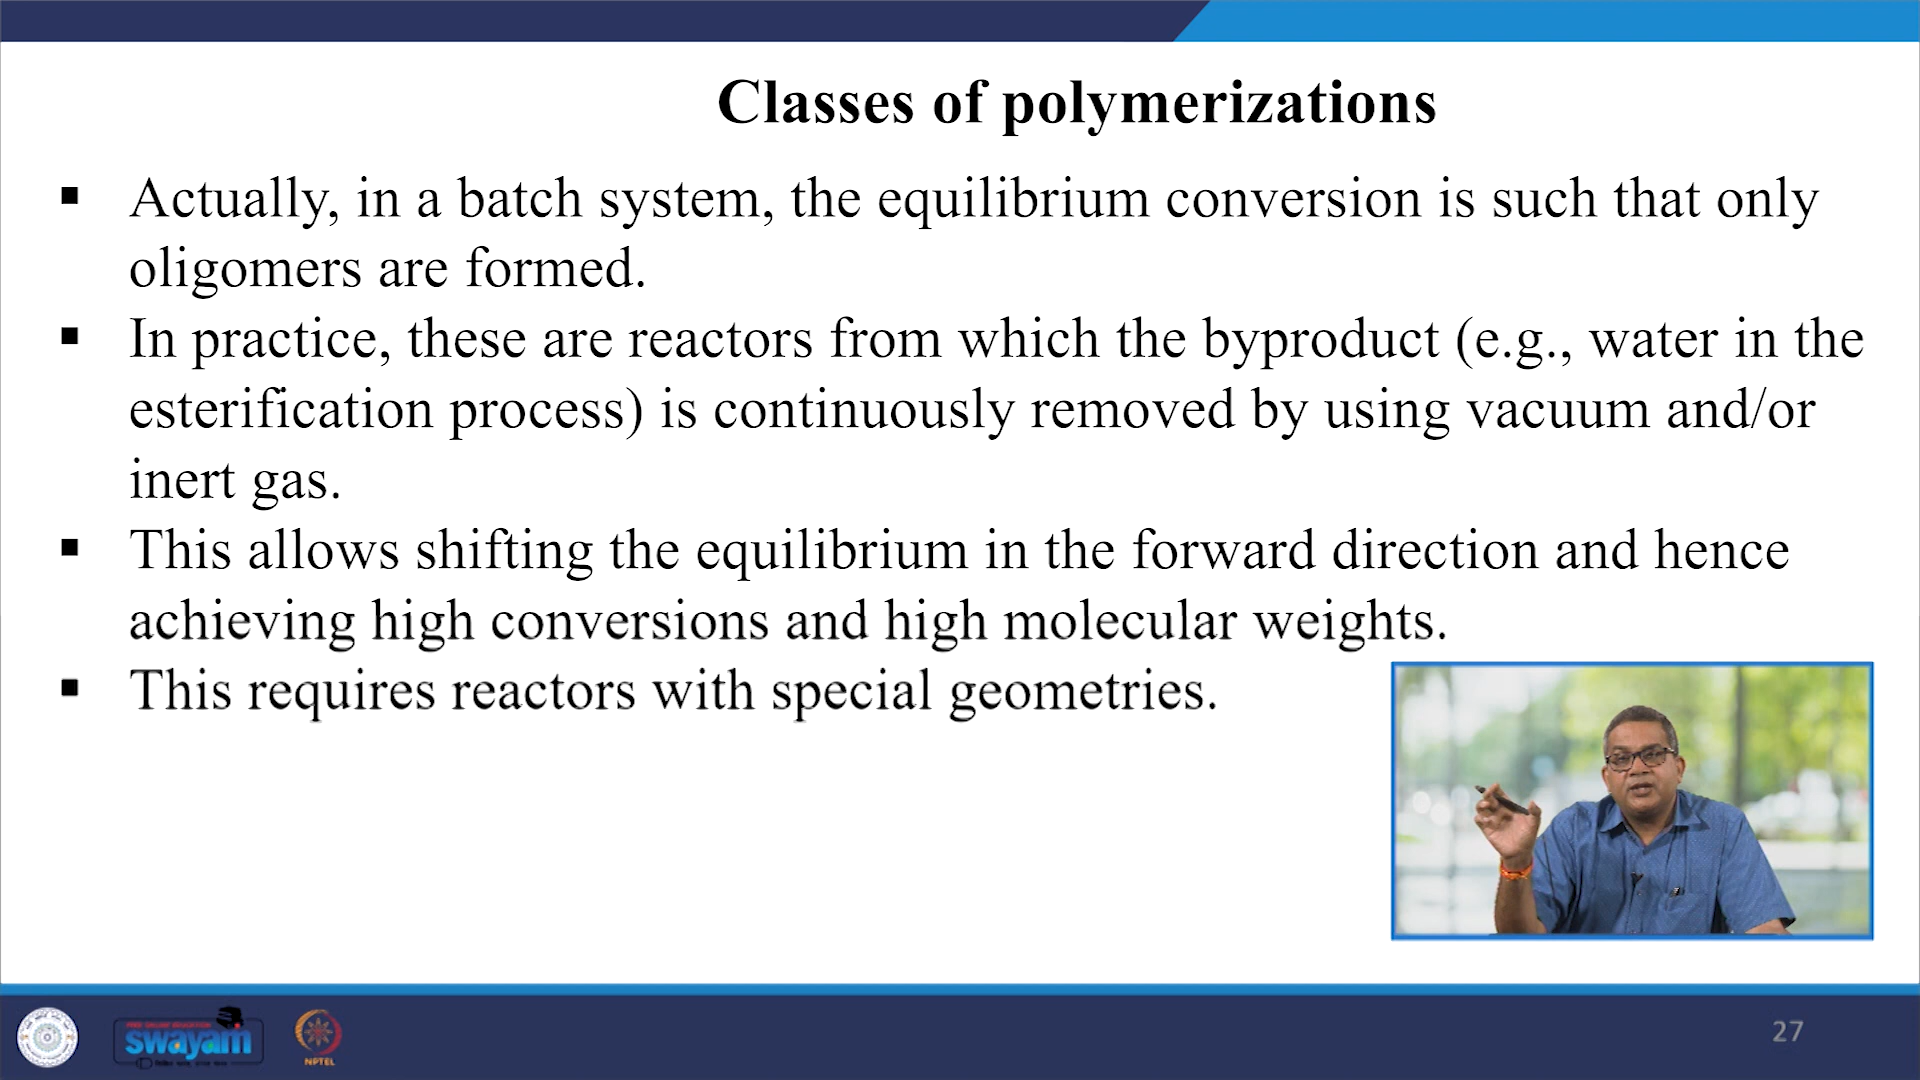 Classes of polymerizations
▪ Actually, in a batch system, the equilibrium conversion is such that only
oligomers are formed.
▪ In practice, these are reactors from which the byproduct (e.g., water in the
esterification process) is continuously removed by using vacuum and/or
inert gas.
▪ This allows shifting the equilibrium in the forward direction and hence
achieving high conversions and high molecular weights.
▪ This requires reactors with special geometries.
FREE ONLINE EDUCATION
swayam
NPTEL
27